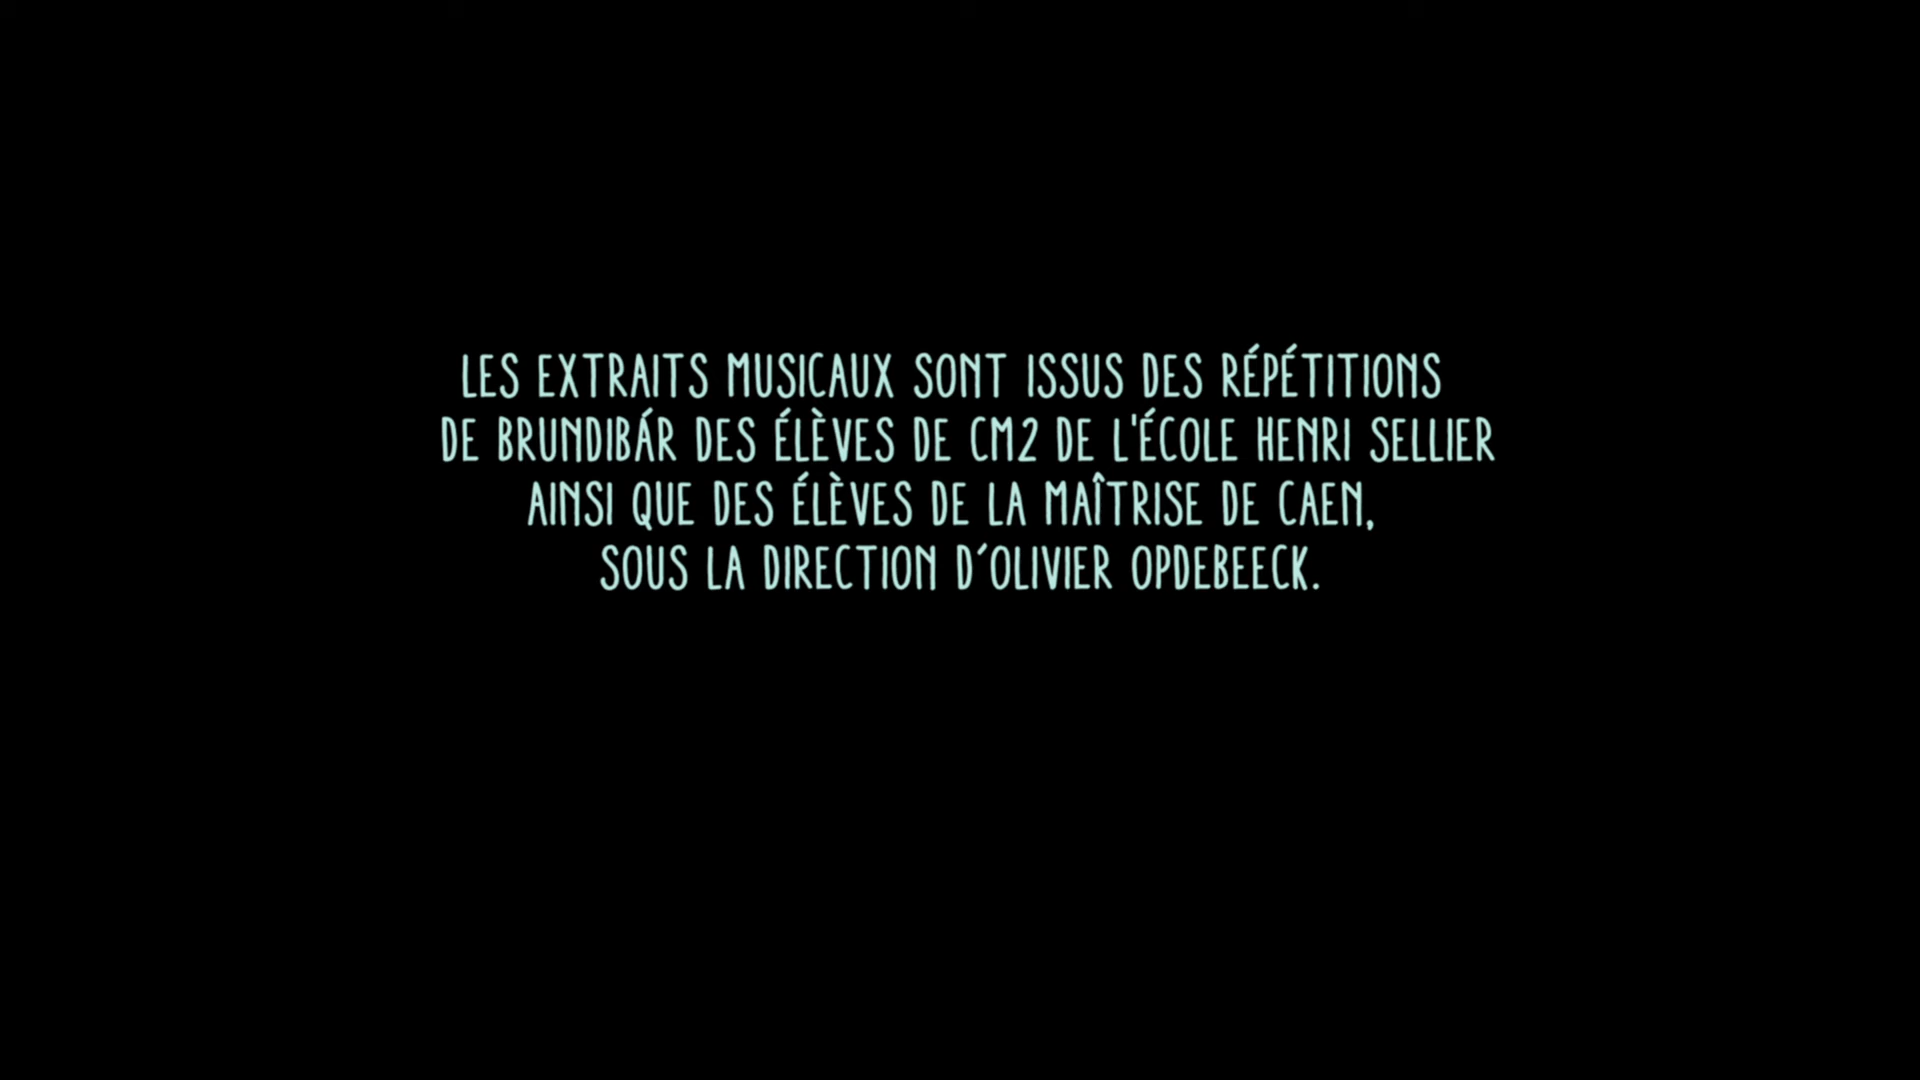 LES EXTRAITS MUSICAUX SONT ISSUS DES RÉPÉTITIONS
DE BRUNDIBÁR DES ÉLÈVES DE CM2 DE L'ÉCOLE HENRI SELLIER
AINSI QUE DES ÉLÈVES DE LA MAÎTRISE DE CAEN,
SOUS LA DIRECTION D´OLIVIER OPDEBEECK.